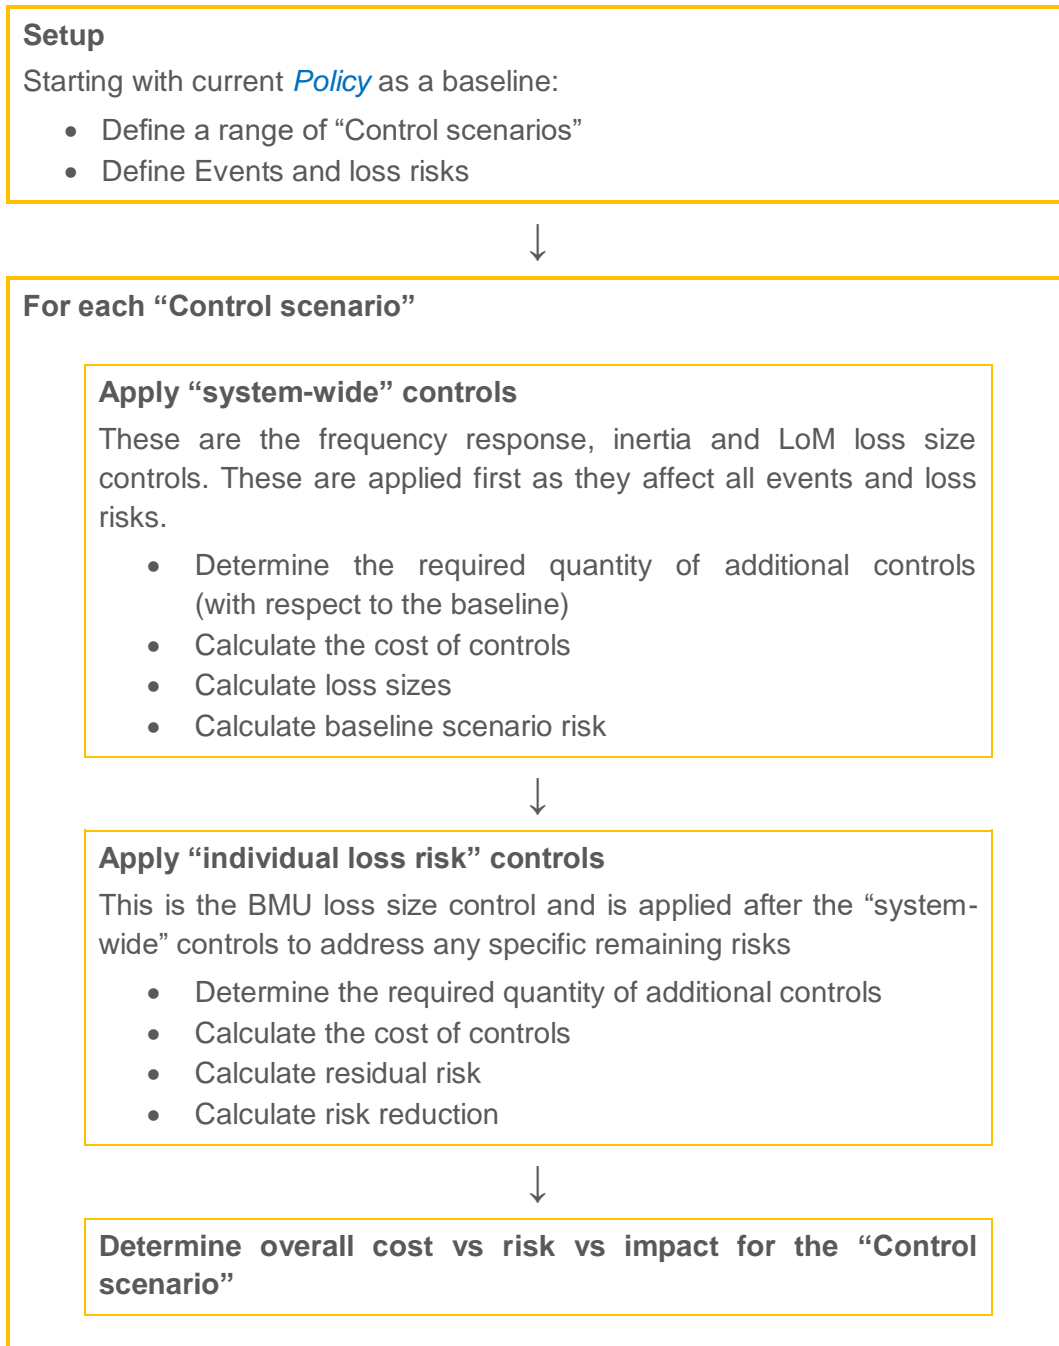 Setup
Starting with current Policy as a baseline:
• Define a range of “Control scenarios”
• Define Events and loss risks
↓
For each “Control scenario”
Apply “system-wide” controls
These are the frequency response, inertia and LoM loss size
controls. These are applied first as they affect all events and loss
risks.
• Determine the required quantity of additional controls
(with respect to the baseline)
• Calculate the cost of controls
• Calculate loss sizes
• Calculate baseline scenario risk
↓
Apply “individual loss risk” controls
This is the BMU loss size control and is applied after the “system-
wide” controls to address any specific remaining risks
• Determine the required quantity of additional controls
• Calculate the cost of controls
• Calculate residual risk
• Calculate risk reduction
↓
Determine overall cost vs risk vs impact for the “Control
scenario”